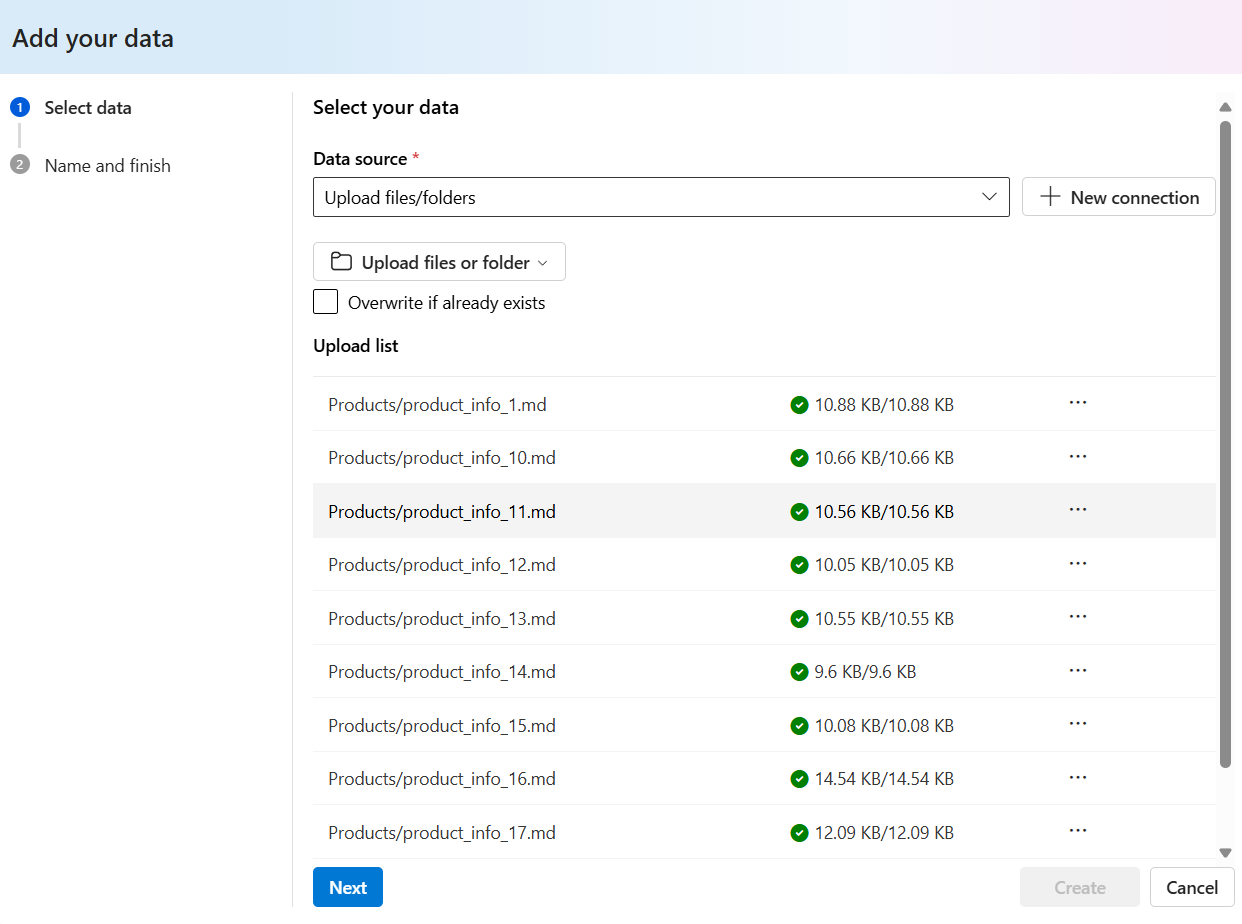 Add your data
1 Select data
2 Name and finish
Select your data
Data source *
Upload files/folders
New connection
Upload files or folder
Overwrite if already exists
Upload list
Products/product_info_1.md 10.88 KB/10.88 KB ...
Products/product_info_10.md 10.66 KB/10.66 KB ...
Products/product_info_11.md 10.56 KB/10.56 KB ...
Products/product_info_12.md 10.05 KB/10.05 KB ...
Products/product_info_13.md 10.55 KB/10.55 KB ...
Products/product_info_14.md 9.6 KB/9.6 KB ...
Products/product_info_15.md 10.08 KB/10.08 KB ...
Products/product_info_16.md 14.54 KB/14.54 KB ...
Products/product_info_17.md 12.09 KB/12.09 KB ...
Next Create Cancel